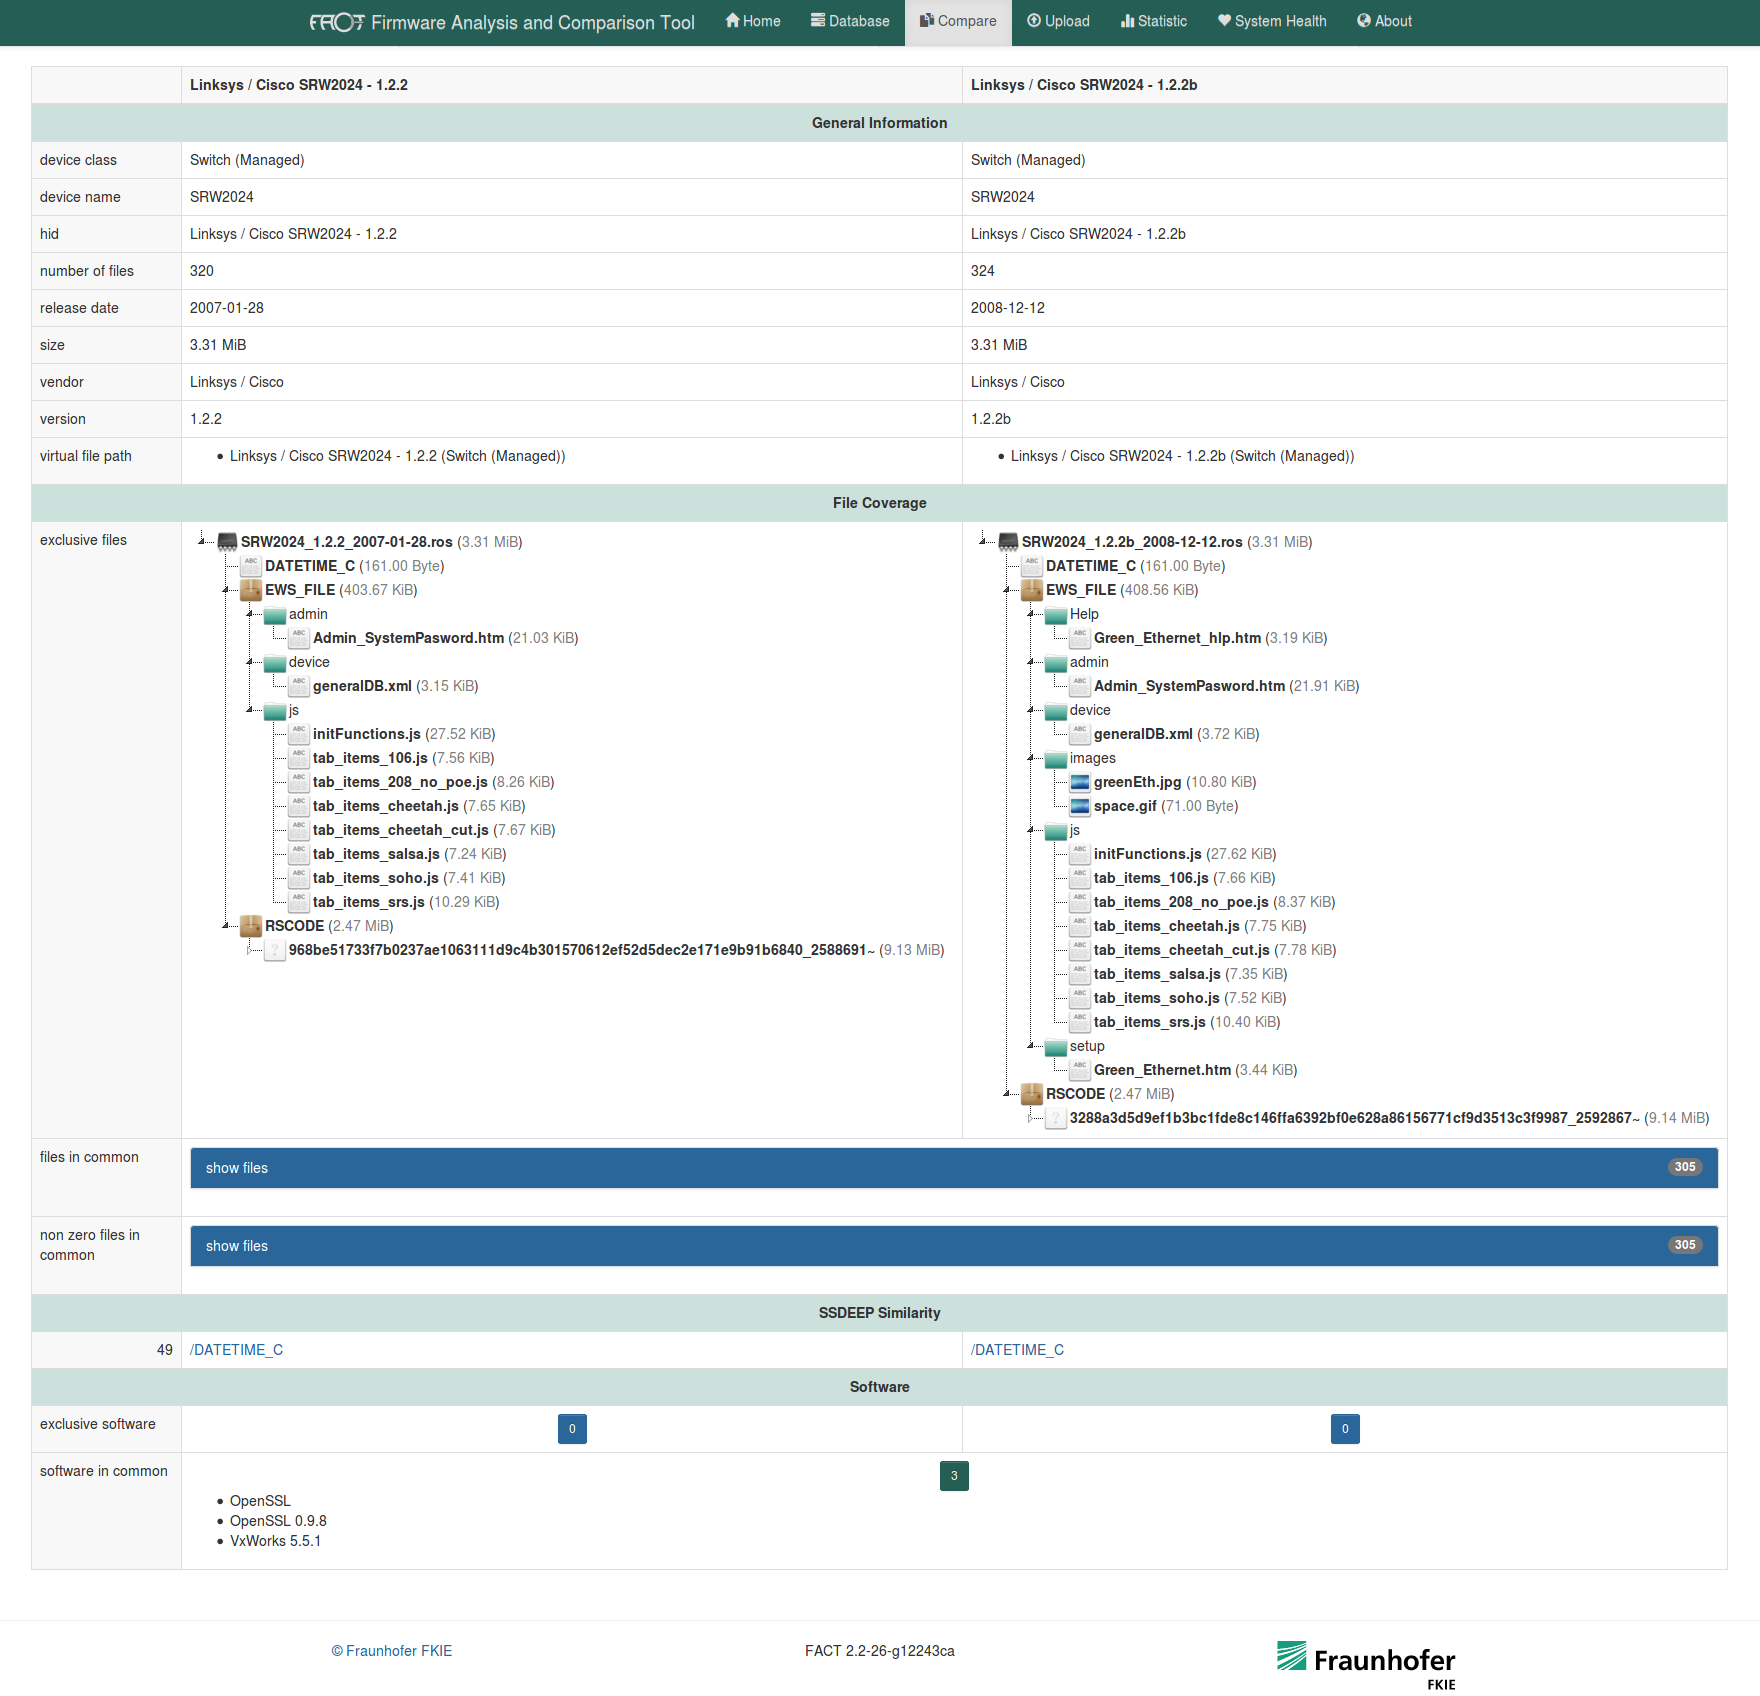 FACT Firmware Analysis and Comparison Tool Home Database Compare Upload Statistic System Health About
Linksys / Cisco SRW2024 - 1.2.2 Linksys / Cisco SRW2024 - 1.2.2b
General Information
device class Switch (Managed) Switch (Managed)
device name SRW2024 SRW2024
hid Linksys / Cisco SRW2024 - 1.2.2 Linksys / Cisco SRW2024 - 1.2.2b
number of files 320 324
release date 2007-01-28 2008-12-12
size 3.31 MiB 3.31 MiB
vendor Linksys / Cisco Linksys / Cisco
version 1.2.2 1.2.2b
virtual file path • Linksys / Cisco SRW2024 - 1.2.2 (Switch (Managed)) • Linksys / Cisco SRW2024 - 1.2.2b (Switch (Managed))
File Coverage
exclusive files
SRW2024_1.2.2_2007-01-28.ros (3.31 MiB)
DATETIME_C (161.00 Byte)
EWS_FILE (403.67 KiB)
admin
Admin_SystemPasword.htm (21.03 KiB)
device
generalDB.xml (3.15 KiB)
js
initFunctions.js (27.52 KiB)
tab_items_106.js (7.56 KiB)
tab_items_208_no_poe.js (8.26 KiB)
tab_items_cheetah.js (7.65 KiB)
tab_items_cheetah_cut.js (7.67 KiB)
tab_items_salsa.js (7.24 KiB)
tab_items_soho.js (7.41 KiB)
tab_items_srs.js (10.29 KiB)
RSCODE (2.47 MiB)
968be51733f7b0237ae1063111d9c4b301570612ef52d5dec2e171e9b91b6840_2588691~ (9.13 MiB)
SRW2024_1.2.2b_2008-12-12.ros (3.31 MiB)
DATETIME_C (161.00 Byte)
EWS_FILE (408.56 KiB)
Help
Green_Ethernet_hlp.htm (3.19 KiB)
admin
Admin_SystemPasword.htm (21.91 KiB)
device
generalDB.xml (3.72 KiB)
images
greenEth.jpg (10.80 KiB)
space.gif (71.00 Byte)
js
initFunctions.js (27.62 KiB)
tab_items_106.js (7.66 KiB)
tab_items_208_no_poe.js (8.37 KiB)
tab_items_cheetah.js (7.75 KiB)
tab_items_cheetah_cut.js (7.78 KiB)
tab_items_salsa.js (7.35 KiB)
tab_items_soho.js (7.52 KiB)
tab_items_srs.js (10.40 KiB)
setup
Green_Ethernet.htm (3.44 KiB)
RSCODE (2.47 MiB)
3288a3d5d9ef1b3bc1fde8c146ffa6392bf0e628a86156771cf9d3513c3f9987_2592867~ (9.14 MiB)
files in common show files 305
non zero files in
common
show files 305
SSDEEP Similarity
49 /DATETIME_C /DATETIME_C
Software
exclusive software 0 0
software in common 3
• OpenSSL
• OpenSSL 0.9.8
• VxWorks 5.5.1
© Fraunhofer FKIE FACT 2.2-26-g12243ca Fraunhofer
FKIE